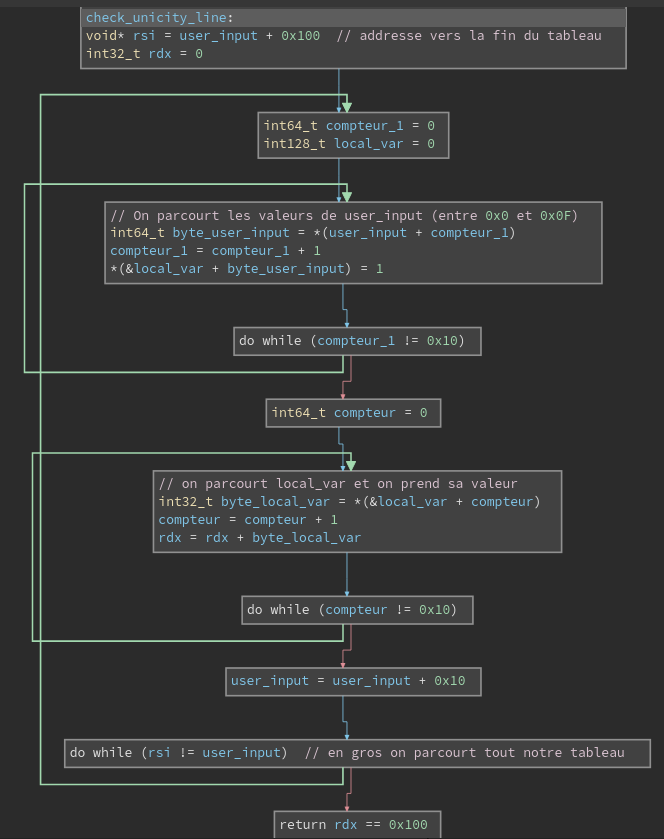 check_unicity_line:
void* rsi = user_input + 0x100  // addresse vers la fin du tableau
int32_t rdx = 0
int64_t compteur_1 = 0
int128_t local_var = 0
// On parcourt les valeurs de user_input (entre 0x0 et 0x0F)
int64_t byte_user_input = *(user_input + compteur_1)
compteur_1 = compteur_1 + 1
*(&local_var + byte_user_input) = 1
do while (compteur_1 != 0x10)
int64_t compteur = 0
// on parcourt local_var et on prend sa valeur
int32_t byte_local_var = *(&local_var + compteur)
compteur = compteur + 1
rdx = rdx + byte_local_var
do while (compteur != 0x10)
user_input = user_input + 0x10
do while (rsi != user_input)  // en gros on parcourt tout notre tableau
return rdx == 0x100